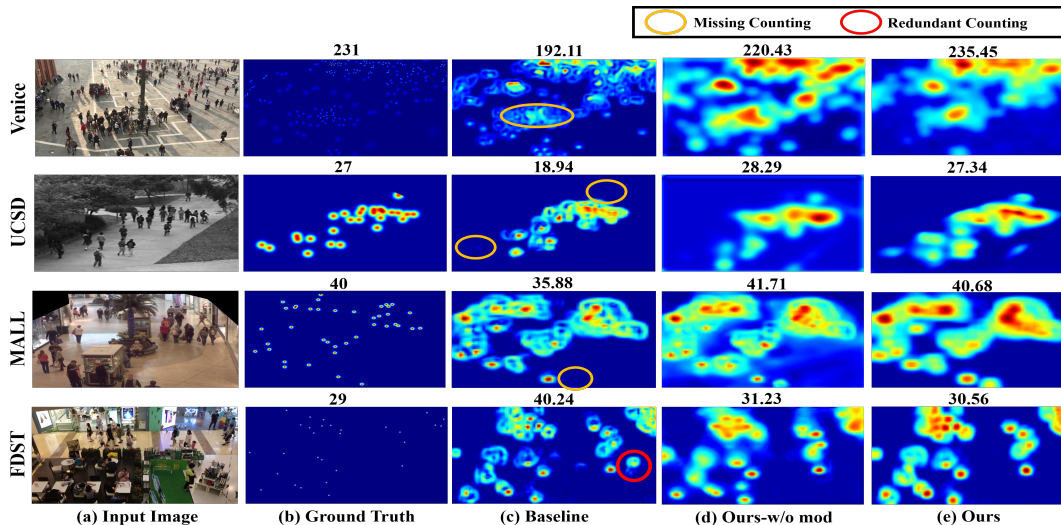 Missing Counting Redundant Counting
231 192.11 220.43 235.45
Venice
27 18.94 28.29 27.34
UCSD
40 35.88 41.71 40.68
MALL
29 40.24 31.23 30.56
FDST
(a) Input Image (b) Ground Truth (c) Baseline (d) Ours-w/o mod (e) Ours